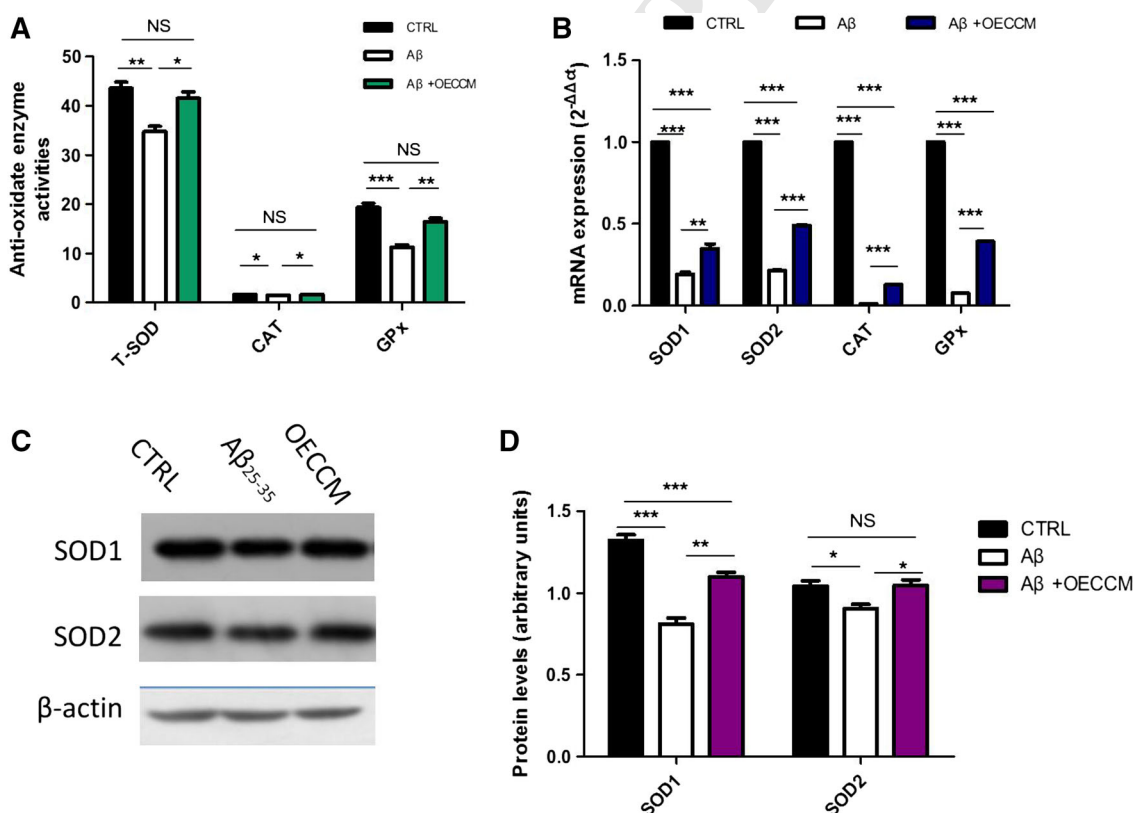 A
CTRL
Aβ
Aβ +OECCM
Anti-oxidate enzyme
activities
50
40
30
20
10
0
NS
**
*
NS
*
*
NS
***
**
T-SOD
CAT
GPx
B
CTRL
Aβ
Aβ +OECCM
mRNA expression (2^-ΔΔct)
1.5
1.0
0.5
0.0
***
***
**
***
***
***
***
***
***
***
***
***
SOD1
SOD2
CAT
GPx
C
CTRL
Aβ25-35
OECCM
SOD1
SOD2
β-actin
D
Protein levels (arbitrary units)
1.5
1.0
0.5
0.0
***
***
**
NS
*
*
CTRL
Aβ
Aβ +OECCM
SOD1
SOD2